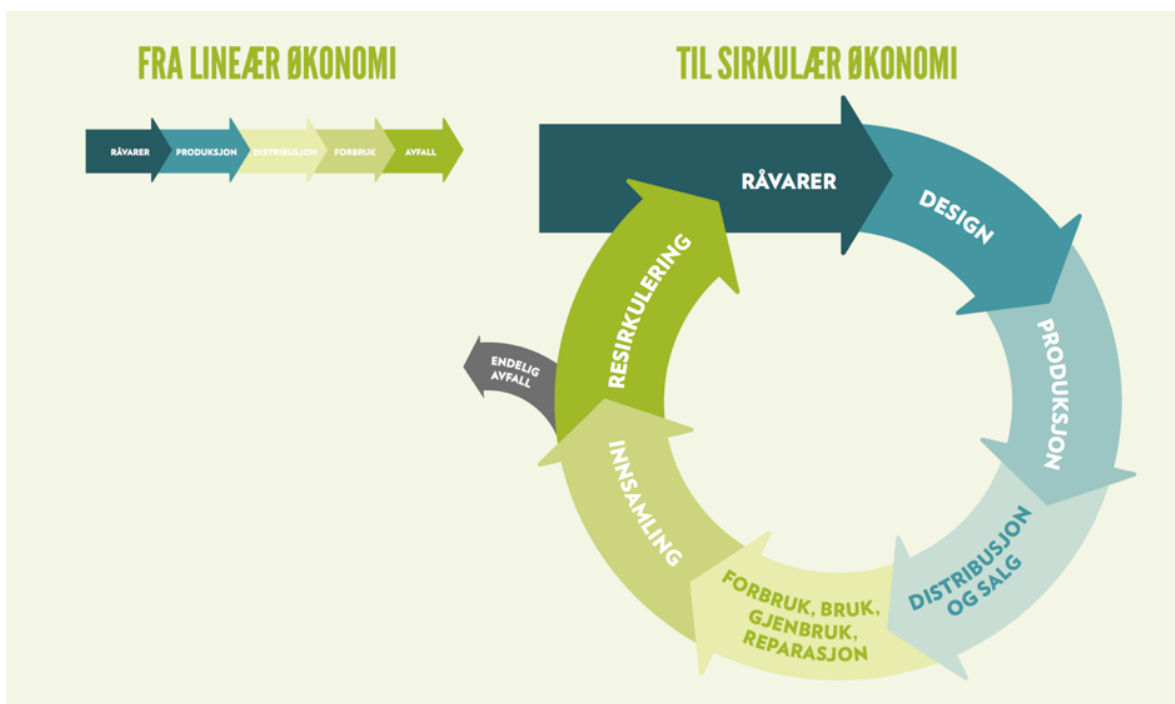 FRA LINEÆR ØKONOMI
RÅVARER
PRODUKSJON
DISTRIBUSJON
FORBRUK
AVFALL
TIL SIRKULÆR ØKONOMI
RÅVARER
DESIGN
PRODUKSJON
DISTRIBUSJON
OG SALG
FORBRUK, BRUK,
GJENBRUK,
REPARASJON
INNSAMLING
RESIRKULERING
ENDELIG
AVFALL